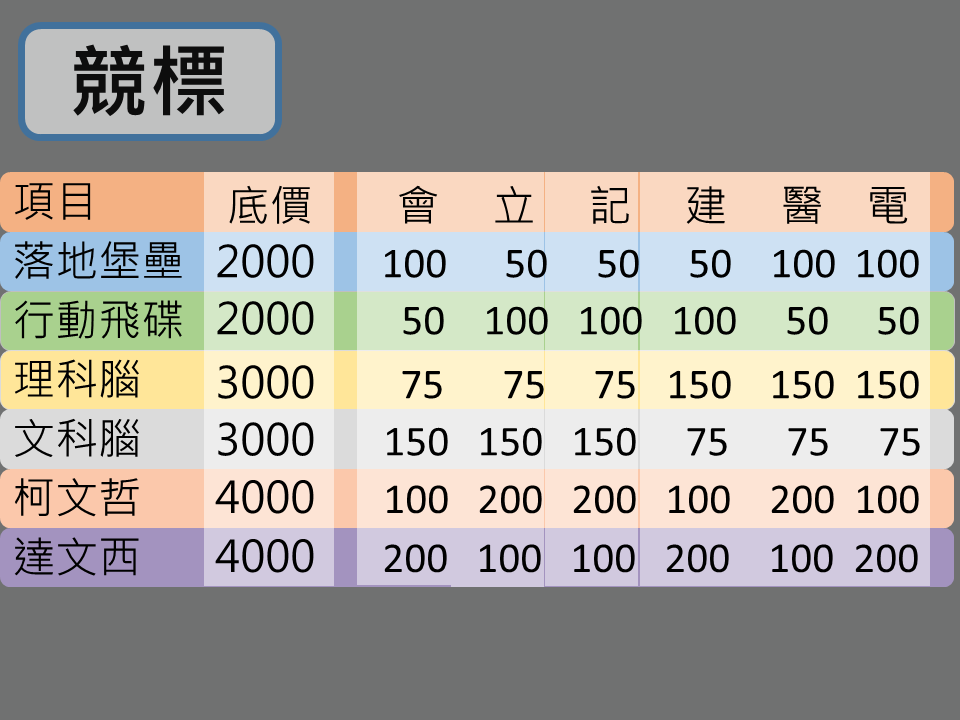 競標
項目 底價 會 立 記 建 醫 電
落地堡壘 2000 100 50 50 50 100 100
行動飛碟 2000 50 100 100 100 50 50
理科腦 3000 75 75 75 150 150 150
文科腦 3000 150 150 150 75 75 75
柯文哲 4000 100 200 200 100 200 100
達文西 4000 200 100 100 200 100 200